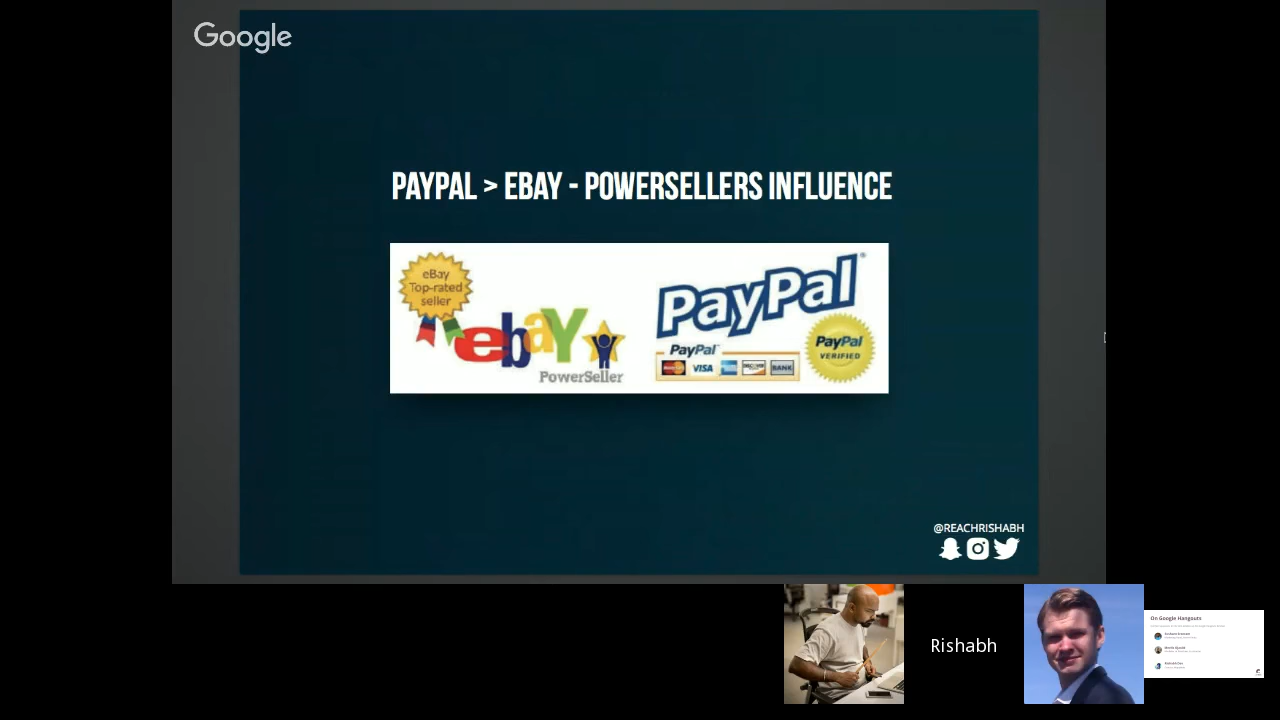 Google
PAYPAL > EBAY - POWERSELLERS INFLUENCE
eBay
Top-rated
seller
ebay
PowerSeller
PayPal®
PayPal
VISA
BANK
PayPal
VERIFIED
@REACHRISHABH
Rishabh
On Google Hangouts